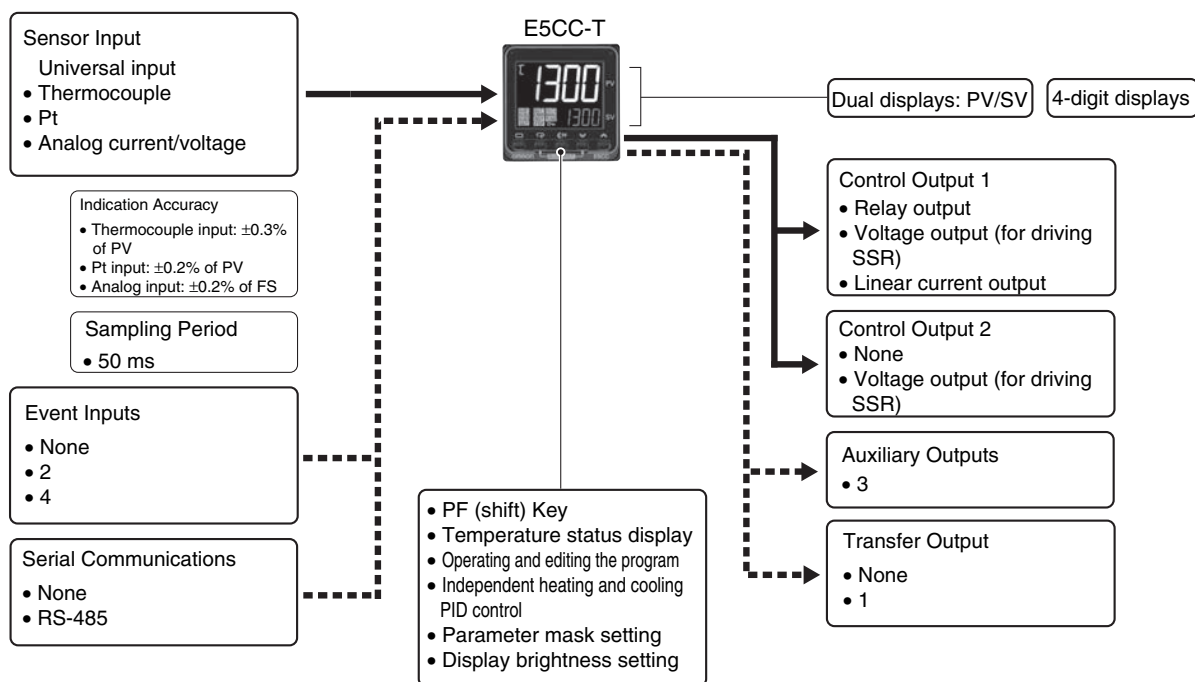 E5CC-T
Sensor Input
Universal input
• Thermocouple
• Pt
• Analog current/voltage
Indication Accuracy
• Thermocouple input: ±0.3%
of PV
• Pt input: ±0.2% of PV
• Analog input: ±0.2% of FS
Sampling Period
• 50 ms
Event Inputs
• None
• 2
• 4
Serial Communications
• None
• RS-485
1300
PV
1300
SV
OMRON
E5CC
• PF (shift) Key
• Temperature status display
• Operating and editing the program
• Independent heating and cooling
PID control
• Parameter mask setting
• Display brightness setting
Dual displays: PV/SV
4-digit displays
Control Output 1
• Relay output
• Voltage output (for driving
SSR)
• Linear current output
Control Output 2
• None
• Voltage output (for driving
SSR)
Auxiliary Outputs
• 3
Transfer Output
• None
• 1